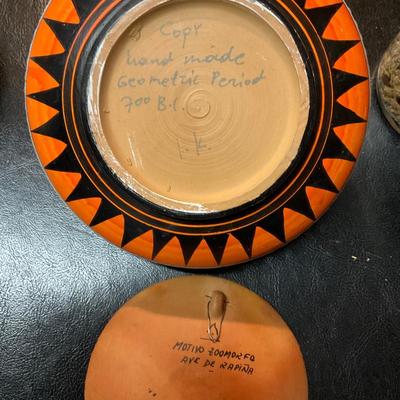 Copy
hand made
Geometric Period
700 B.C.
MOTIVO ZOOMORFO
AVE DE RAPIÑA